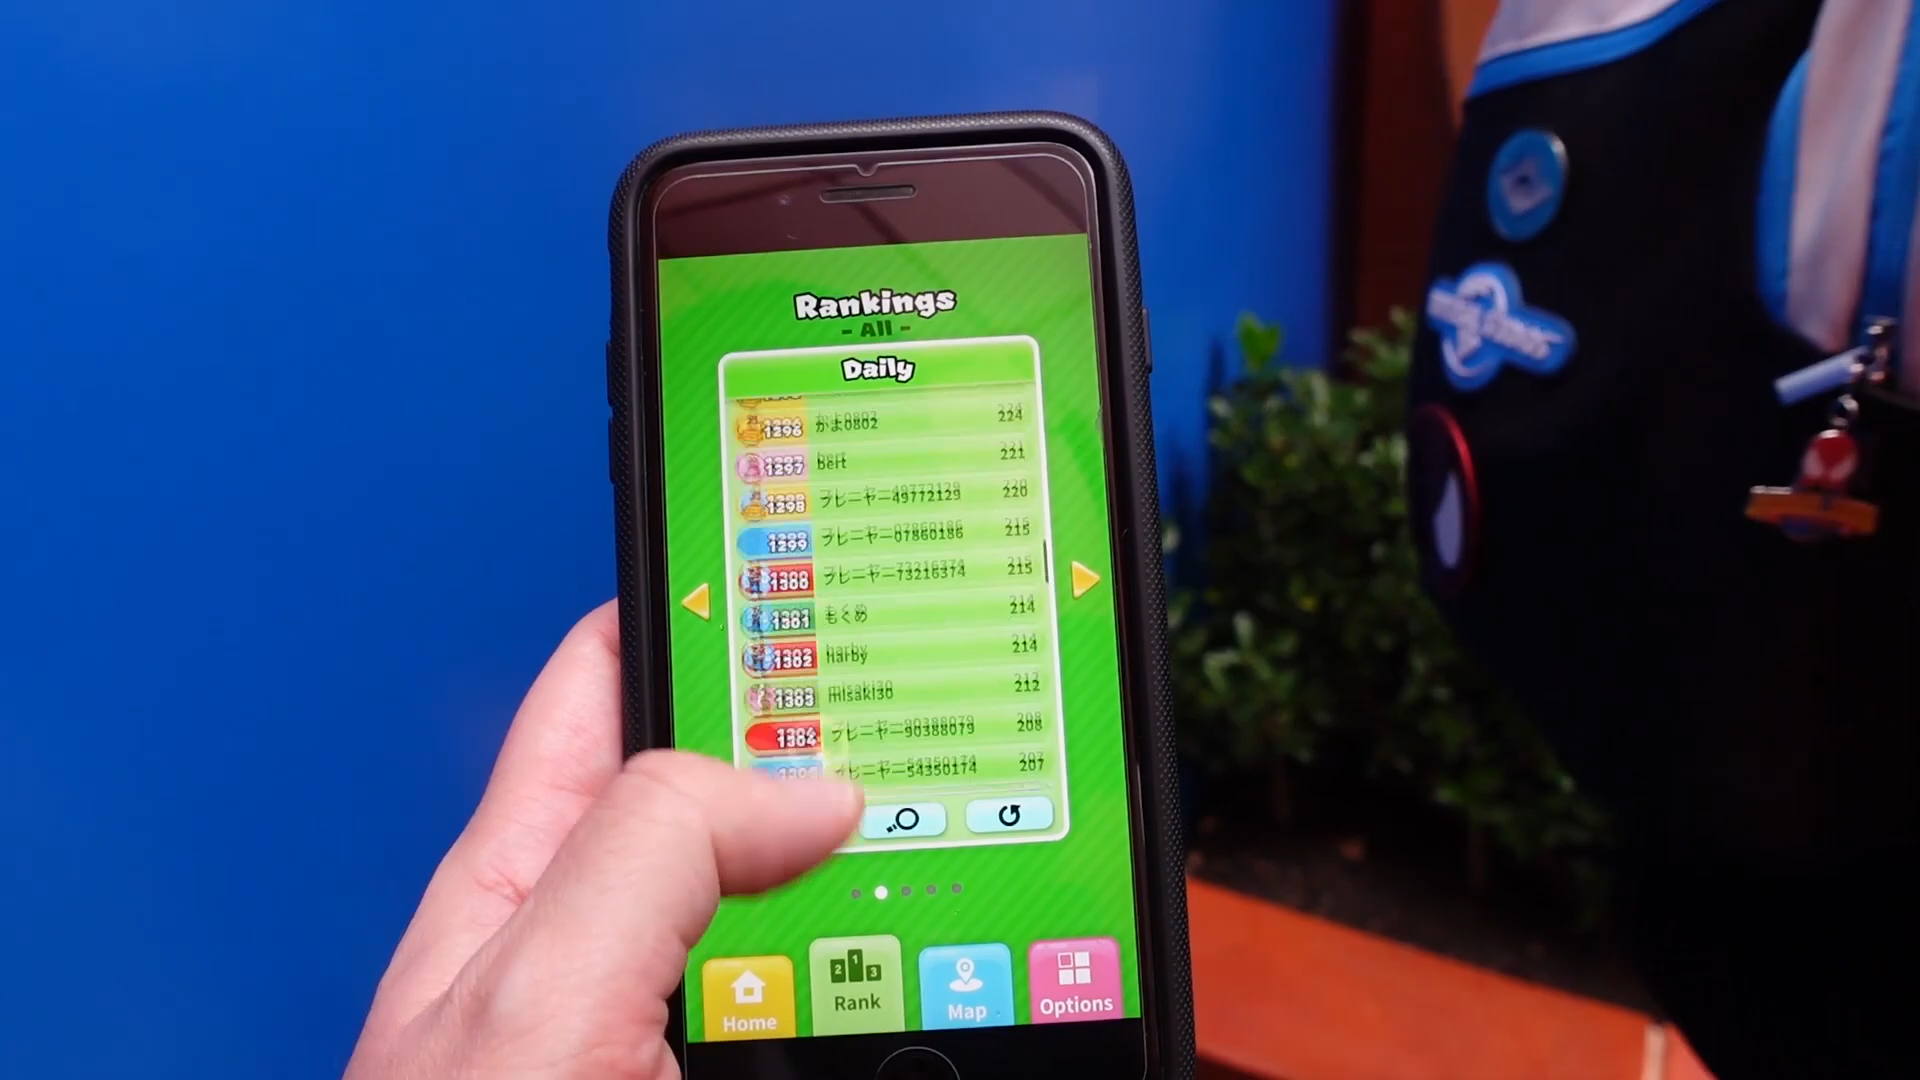 Rankings
- All -
Daily
1296 かよ0802 224
1297 bert 221
1298 プレーヤー49772129 220
1299 プレーヤー07860186 215
1300 プレーヤー73216374 215
1301 もくめ 214
1302 harby 214
1303 misaki30 212
1304 プレーヤー90388079 208
プレーヤー54350174 207
2 1 3
Home
Rank
Map
Options